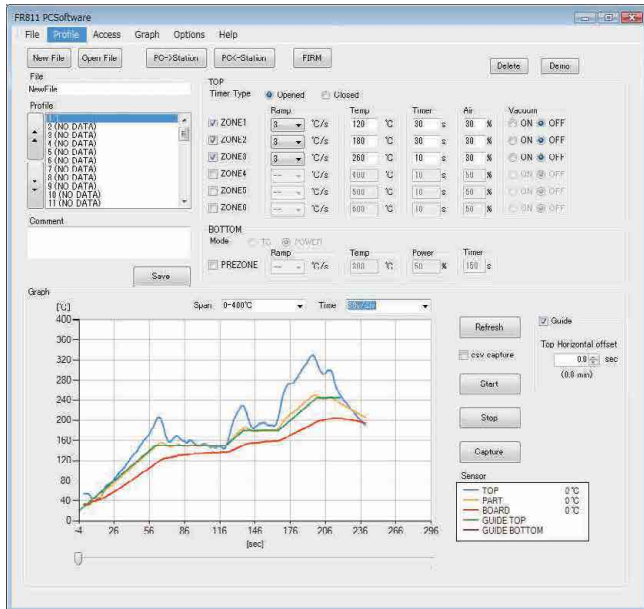 FR811 PCSoftware
File Profile Access Graph Options Help
New File Open File PC->Station PC<-Station FIRM Delete Demo
File
NewFile
Profile
2 (NO DATA)
3 (NO DATA)
4 (NO DATA)
5 (NO DATA)
6 (NO DATA)
7 (NO DATA)
8 (NO DATA)
9 (NO DATA)
10 (NO DATA)
11 (NO DATA)
Comment
Save
TOP
Timer Type Opened Closed
Ramp Temp Timer Air Vacuum
ZONE1 3 °C/s 120 °C 30 s 30 % ON OFF
ZONE2 3 °C/s 180 °C 30 s 30 % ON OFF
ZONE3 3 °C/s 260 °C 10 s 30 % ON OFF
ZONE4 --- °C/s 400 °C 10 s 50 % ON OFF
ZONE5 --- °C/s 500 °C 10 s 50 % ON OFF
ZONE6 --- °C/s 600 °C 10 s 50 % ON OFF
BOTTOM
Mode TC POWER
Ramp Temp Power Timer
PREZONE --- °C/s 300 °C 50 % 150 s
Graph
[°C] Span 0-400°C Time
400
360
320
280
240
200
160
120
80
40
0
-4 26 56 86 116 146 176 206 236 266 296
[sec]
Refresh
csv capture
Start
Stop
Capture
Guide
Top Horizontal offset
0.0 sec
(0.0 min)
Sensor
TOP 0°C
PART 0°C
BOARD 0°C
GUIDE TOP
GUIDE BOTTOM